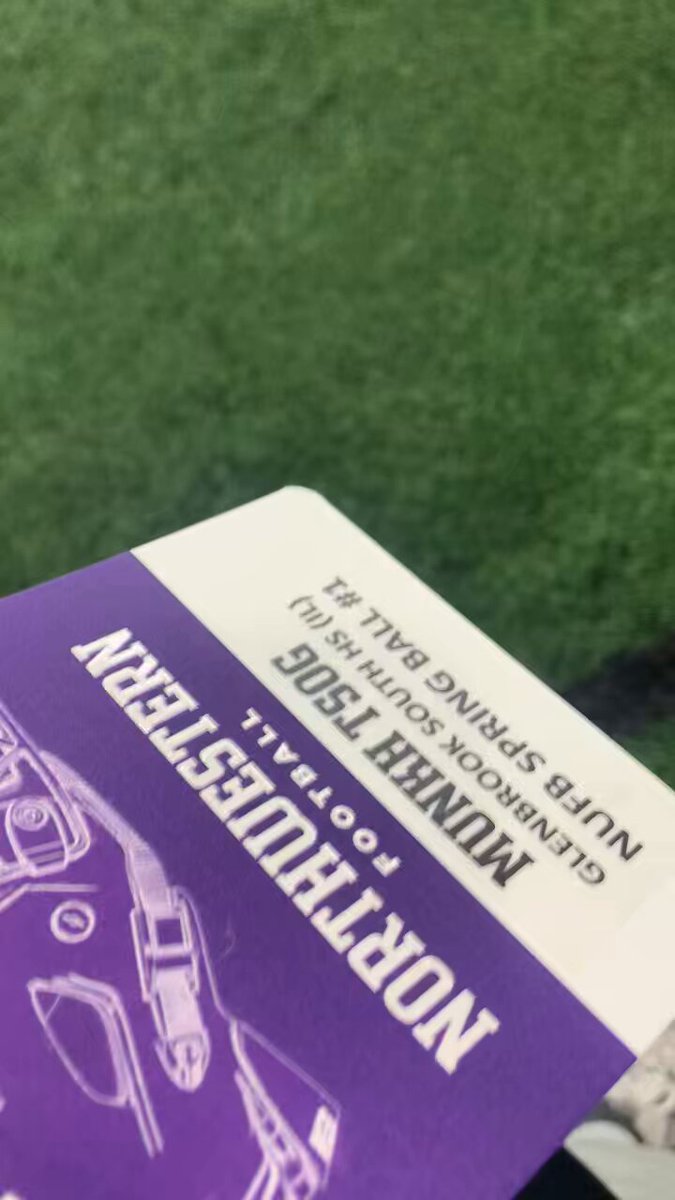 NORTHWESTERN
FOOTBALL
MUNKH TSOG
GLENBROOK SOUTH HS (IL)
NUFB SPRING BALL #1